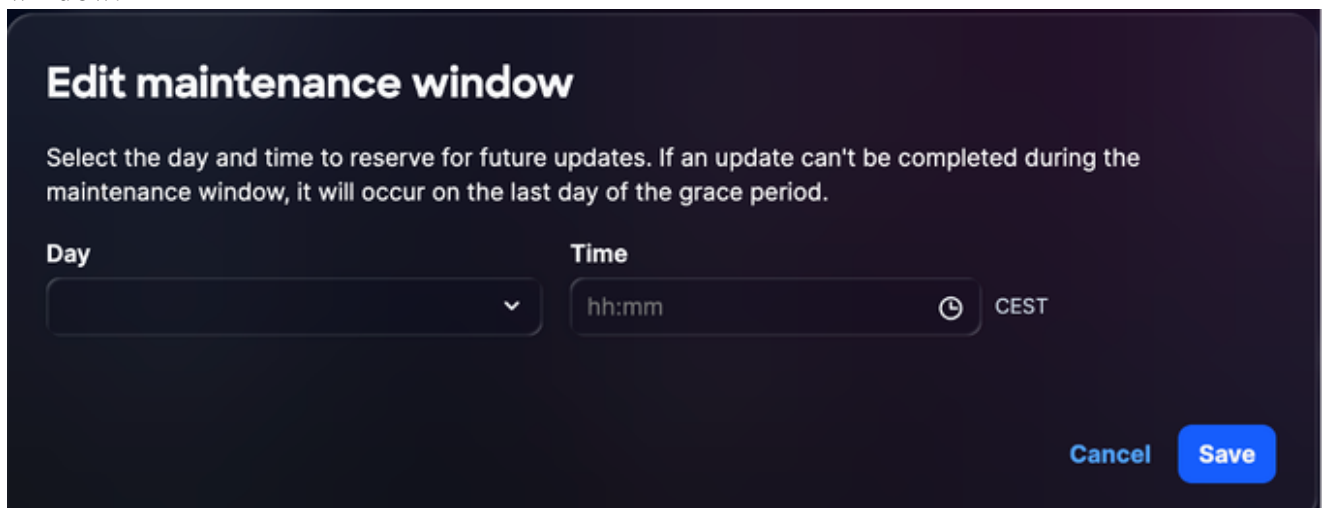 Edit maintenance window
Select the day and time to reserve for future updates. If an update can't be completed during the
maintenance window, it will occur on the last day of the grace period.
Day
Time
hh:mm
CEST
Cancel
Save